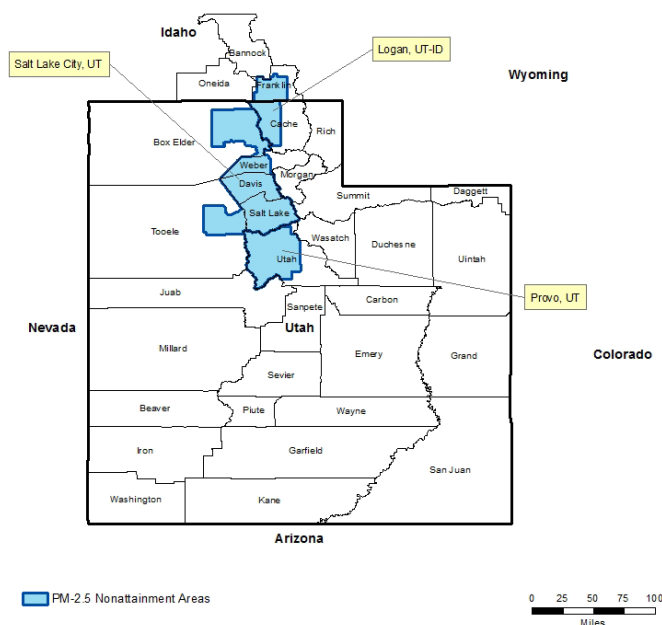 Idaho
Bannock
Logan, UT-ID
Salt Lake City, UT
Oneida
Franklin
Wyoming
Cache
Rich
Box Elder
Weber
Morgan
Davis
Summit
Daggett
Salt Lake
Tooele
Wasatch
Duchesne
Uintah
Utah
Juab
Sanpete
Carbon
Provo, UT
Nevada
Utah
Millard
Emery
Grand
Colorado
Sevier
Beaver
Piute
Wayne
Iron
Garfield
San Juan
Washington
Kane
Arizona
PM-2.5 Nonattainment Areas
0 25 50 75 100
Miles